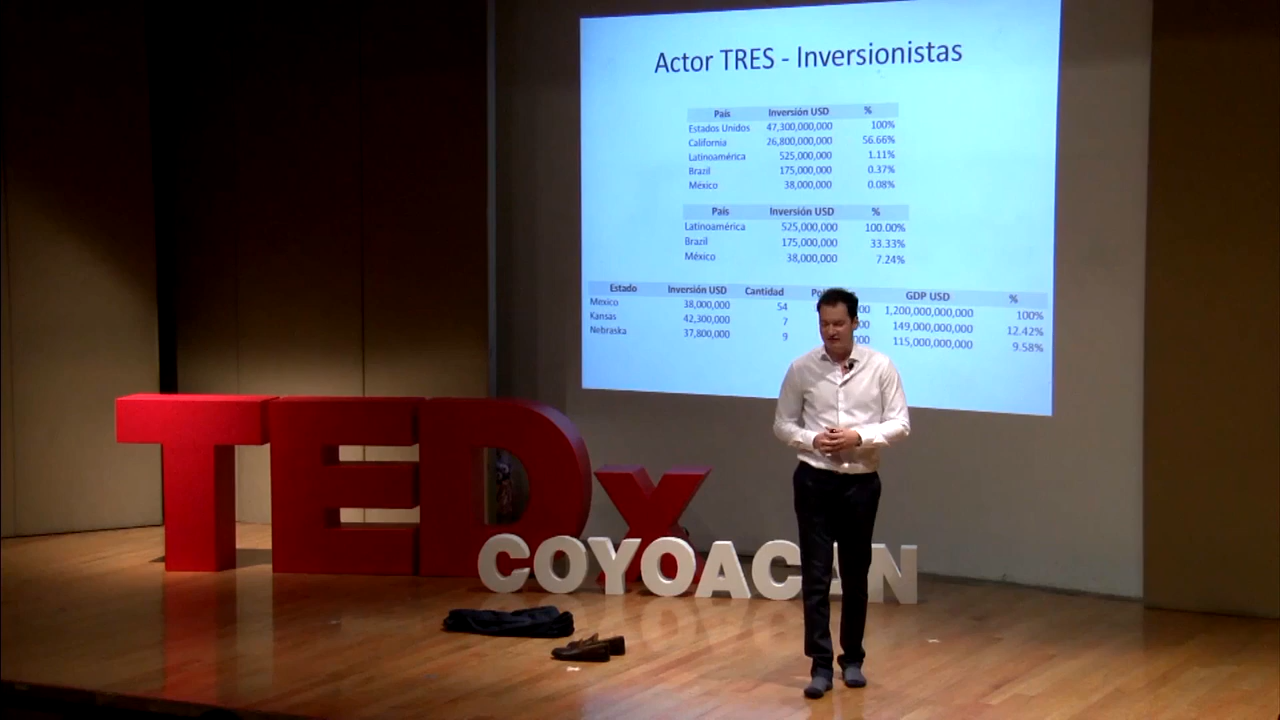 Actor TRES - Inversionistas
País Inversión USD %
Estados Unidos 47,300,000,000 100%
California 26,800,000,000 56.66%
Latinoamérica 525,000,000 1.11%
Brazil 175,000,000 0.37%
México 38,000,000 0.08%
País Inversión USD %
Latinoamérica 525,000,000 100.00%
Brazil 175,000,000 33.33%
México 38,000,000 7.24%
Estado Inversión USD Cantidad GDP USD %
Mexico 38,000,000 54 1,200,000,000,000 100%
Kansas 42,300,000 7 149,000,000,000 12.42%
Nebraska 37,800,000 9 115,000,000,000 9.58%
TEDx
COYOACAN